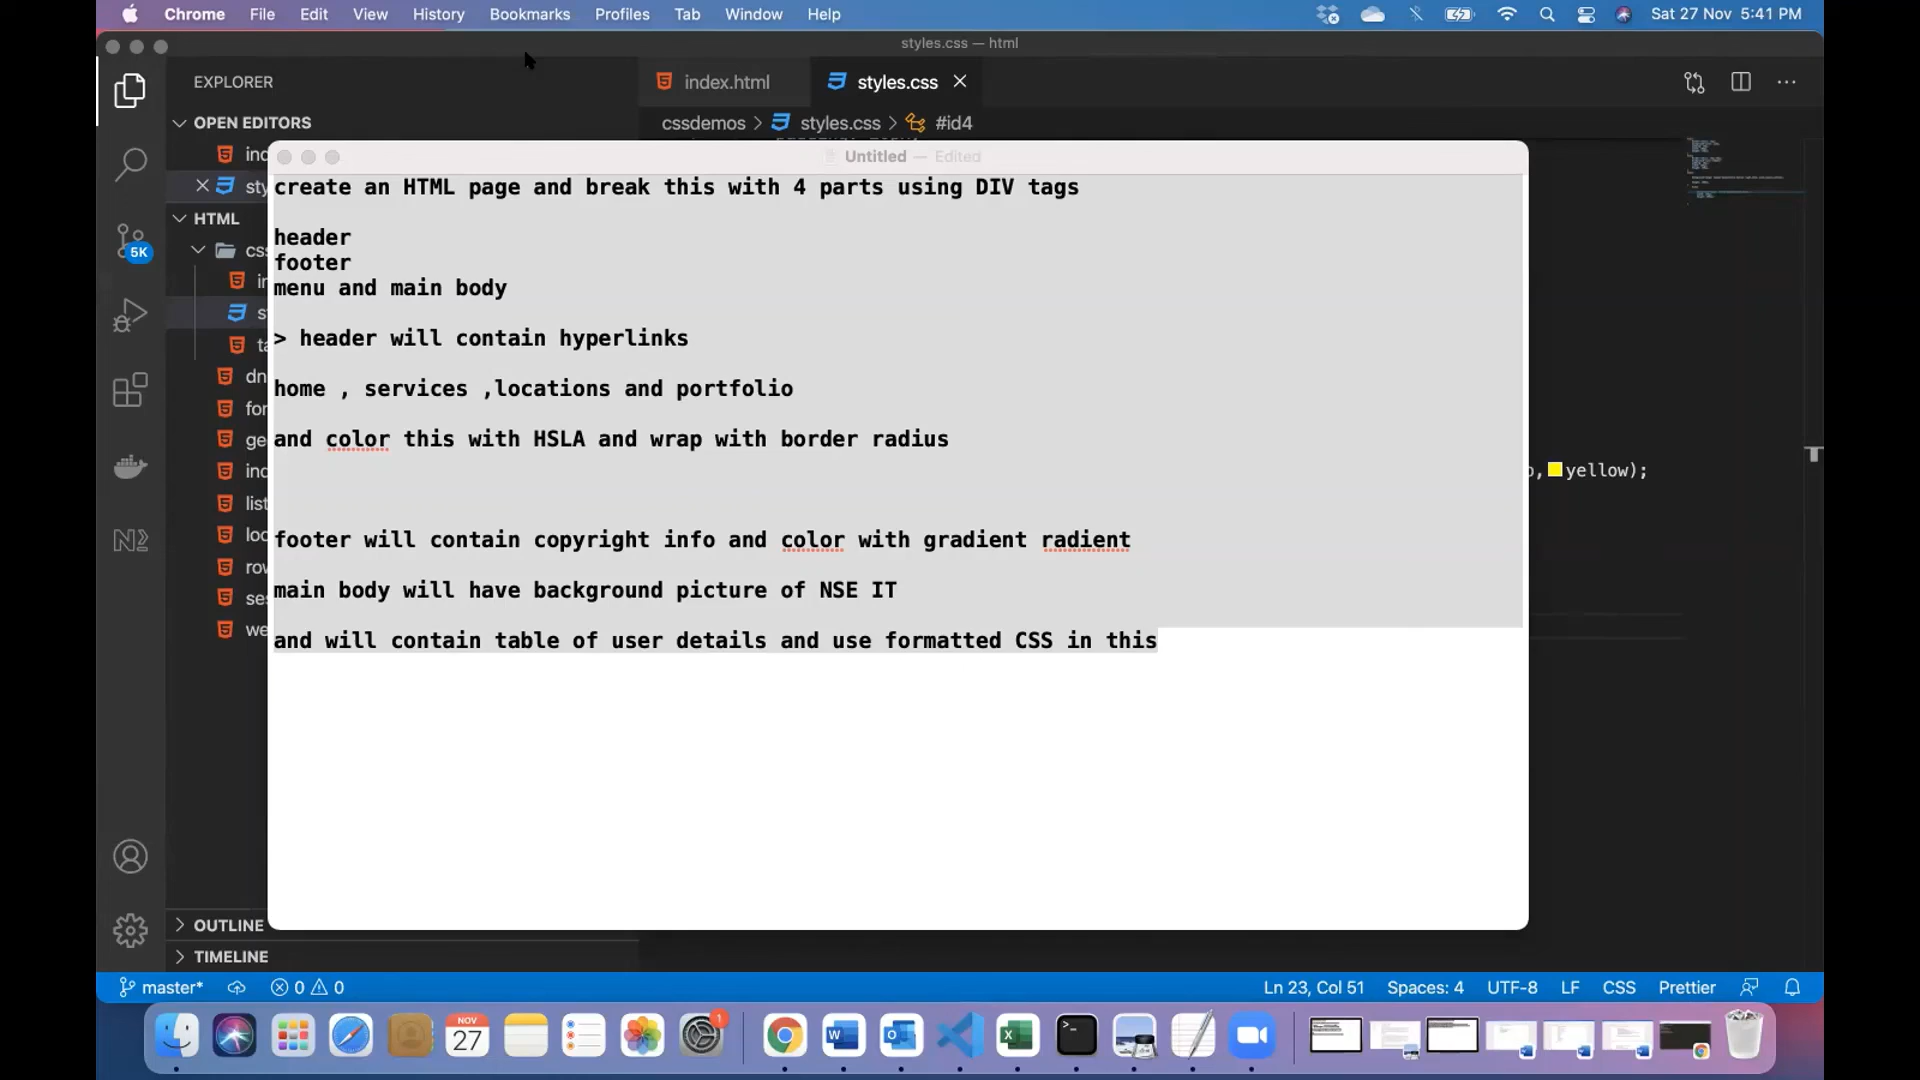 Chrome File Edit View History Bookmarks Profiles Tab Window Help Sat 27 Nov 5:41 PM
styles.css — html
EXPLORER
index.html
styles.css
OPEN EDITORS
cssdemos > styles.css > #id4
Untitled — Edited
create an HTML page and break this with 4 parts using DIV tags
HTML
header
5K
footer
menu and main body
> header will contain hyperlinks
home , services ,locations and portfolio
and color this with HSLA and wrap with border radius
yellow);
footer will contain copyright info and color with gradient radient
main body will have background picture of NSE IT
and will contain table of user details and use formatted CSS in this
OUTLINE
TIMELINE
master* 0 0 Ln 23, Col 51 Spaces: 4 UTF-8 LF CSS Prettier
NOV
27
1